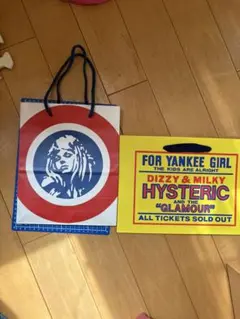 FOR YANKEE GIRL
THE KIDS ARE ALRIGHT
DIZZY & MILKY
HYSTERIC
AND THE
"GLAMOUR"
ALL TICKETS SOLD OUT